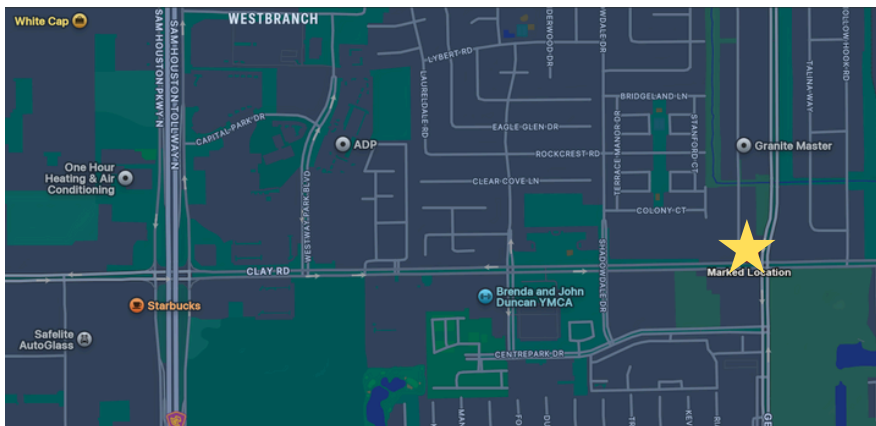 WESTBRANCH
White Cap
SAM HOUSTON PKWY N
SAM HOUSTON TOLLWAY N
LYBERT RD
LAURELDALE RD
BRIDGELAND LN
TALINA WAY
CAPITAL PARK DR
EAGLE GLEN DR
TERRACE MANOR DR
STANFORD CT
ADP
Granite Master
ROCKCREST RD
One Hour
Heating & Air
Conditioning
CLEAR COVE LN
WESTWAY PARK BLVD
COLONY CT
CLAY RD
SHADOWDALE DR
Marked Location
Brenda and John
Duncan YMCA
Starbucks
Safelite
AutoGlass
CENTREPARK DR